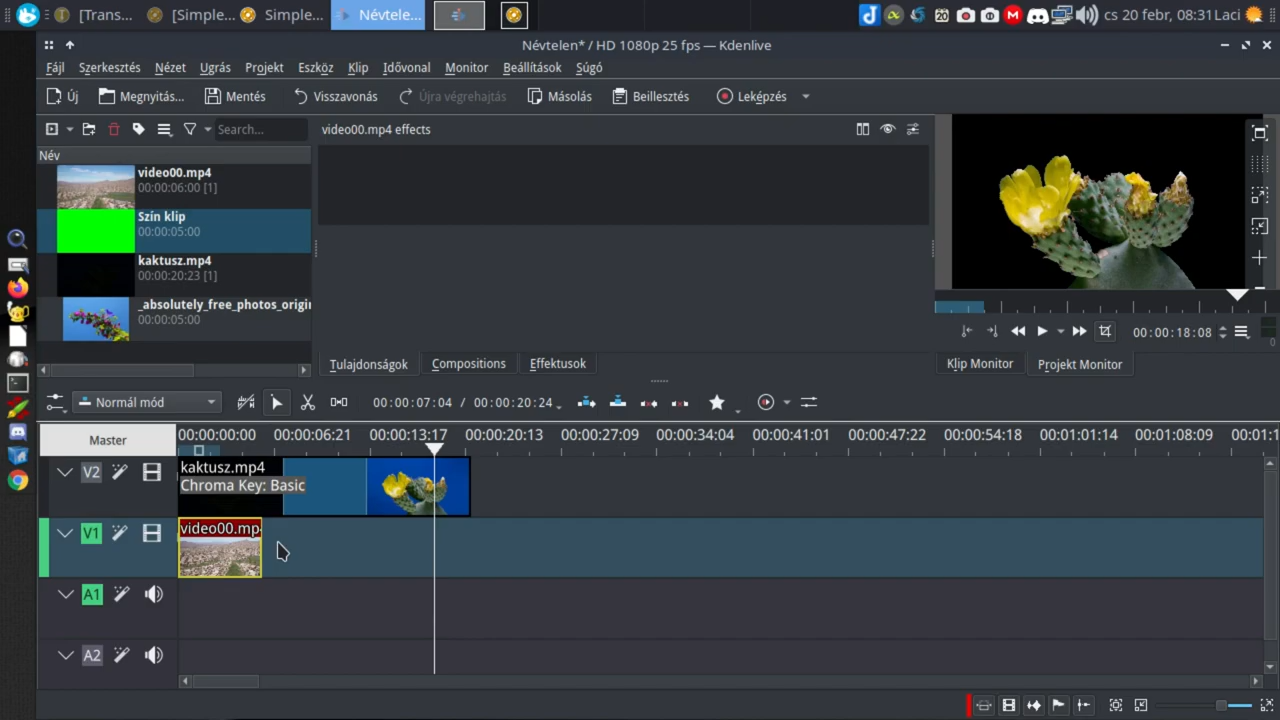 [Trans...
[Simple...
Simple...
Névtele...
20
cs 20 febr, 08:31 Laci
Névtelen* / HD 1080p 25 fps — Kdenlive
Fájl Szerkesztés Nézet Ugrás Projekt Eszköz Klip Idővonal Monitor Beállítások Súgó
Új Megnyitás... Mentés Visszavonás Újra végrehajtás Másolás Beillesztés Leképzés
Search...
video00.mp4 effects
Név
video00.mp4
00:00:06:00 [1]
Szín klip
00:00:05:00
kaktusz.mp4
00:00:20:23 [1]
_absolutely_free_photos_origin
00:00:05:00
Tulajdonságok Compositions Effektusok
00:00:18:08
0
Klip Monitor Projekt Monitor
Normál mód
00:00:07:04 / 00:00:20:24
Master
00:00:00:00 00:00:06:21 00:00:13:17 00:00:20:13 00:00:27:09 00:00:34:04 00:00:41:01 00:00:47:22 00:00:54:18 00:01:01:14 00:01:08:09 00:01:1
V2
kaktusz.mp4
Chroma Key: Basic
V1
video00.mp4
A1
A2